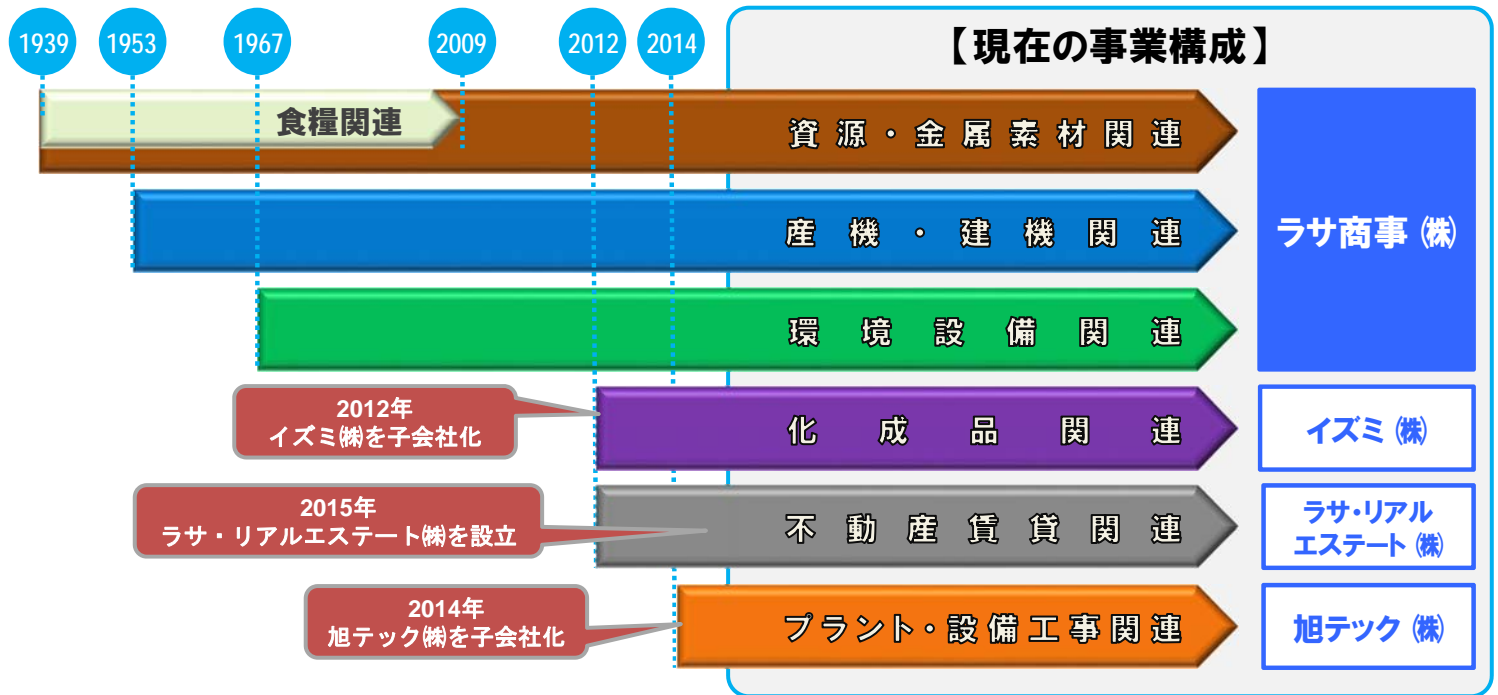 1939 1953 1967 2009 2012 2014
【現在の事業構成】
食糧関連
資源・金属素材関連
産機・建機関連
環境設備関連
ラサ商事㈱
2012年
イズミ㈱を子会社化
化成品関連
イズミ㈱
2015年
ラサ・リアルエステート㈱を設立
不動産賃貸関連
ラサ・リアル
エステート㈱
2014年
旭テック㈱を子会社化
プラント・設備工事関連
旭テック㈱